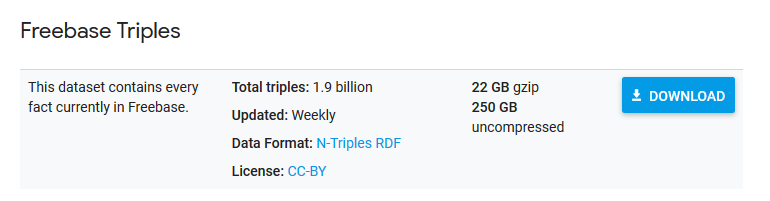 Freebase Triples
This dataset contains every
fact currently in Freebase.
Total triples: 1.9 billion
Updated: Weekly
Data Format: N-Triples RDF
License: CC-BY
22 GB gzip
250 GB
uncompressed
DOWNLOAD